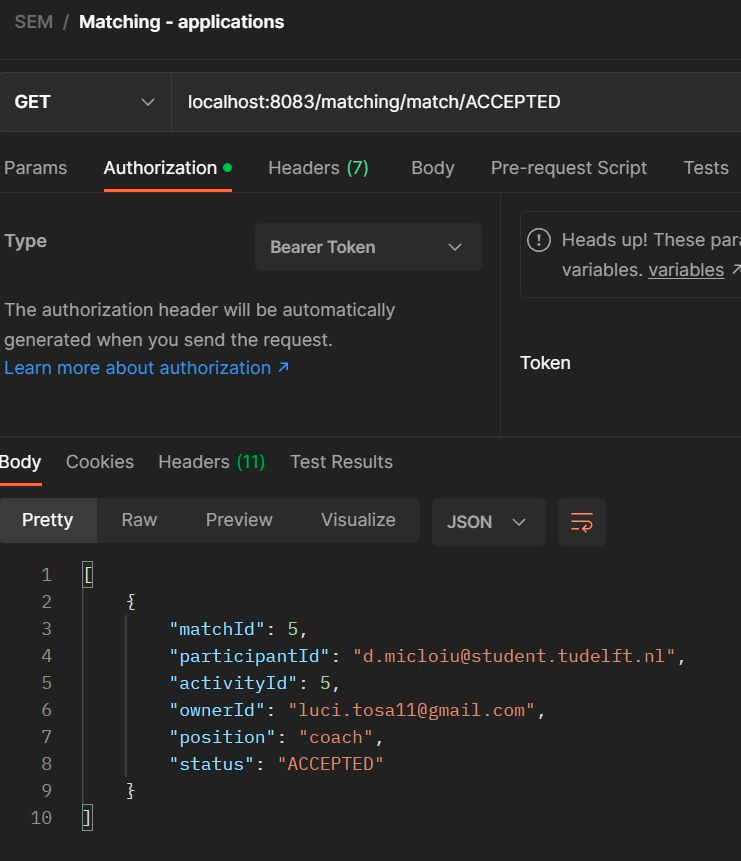 SEM / Matching - applications
GET localhost:8083/matching/match/ACCEPTED
Params Authorization Headers (7) Body Pre-request Script Tests
Type Bearer Token
Heads up! These
variables. variables
The authorization header will be automatically
generated when you send the request.
Learn more about authorization
Token
Body Cookies Headers (11) Test Results
Pretty Raw Preview Visualize JSON
1 [
2 {
3 "matchId": 5,
4 "participantId": "d.micloiu@student.tudelft.nl",
5 "activityId": 5,
6 "ownerId": "luci.tosa11@gmail.com",
7 "position": "coach",
8 "status": "ACCEPTED"
9 }
10 ]